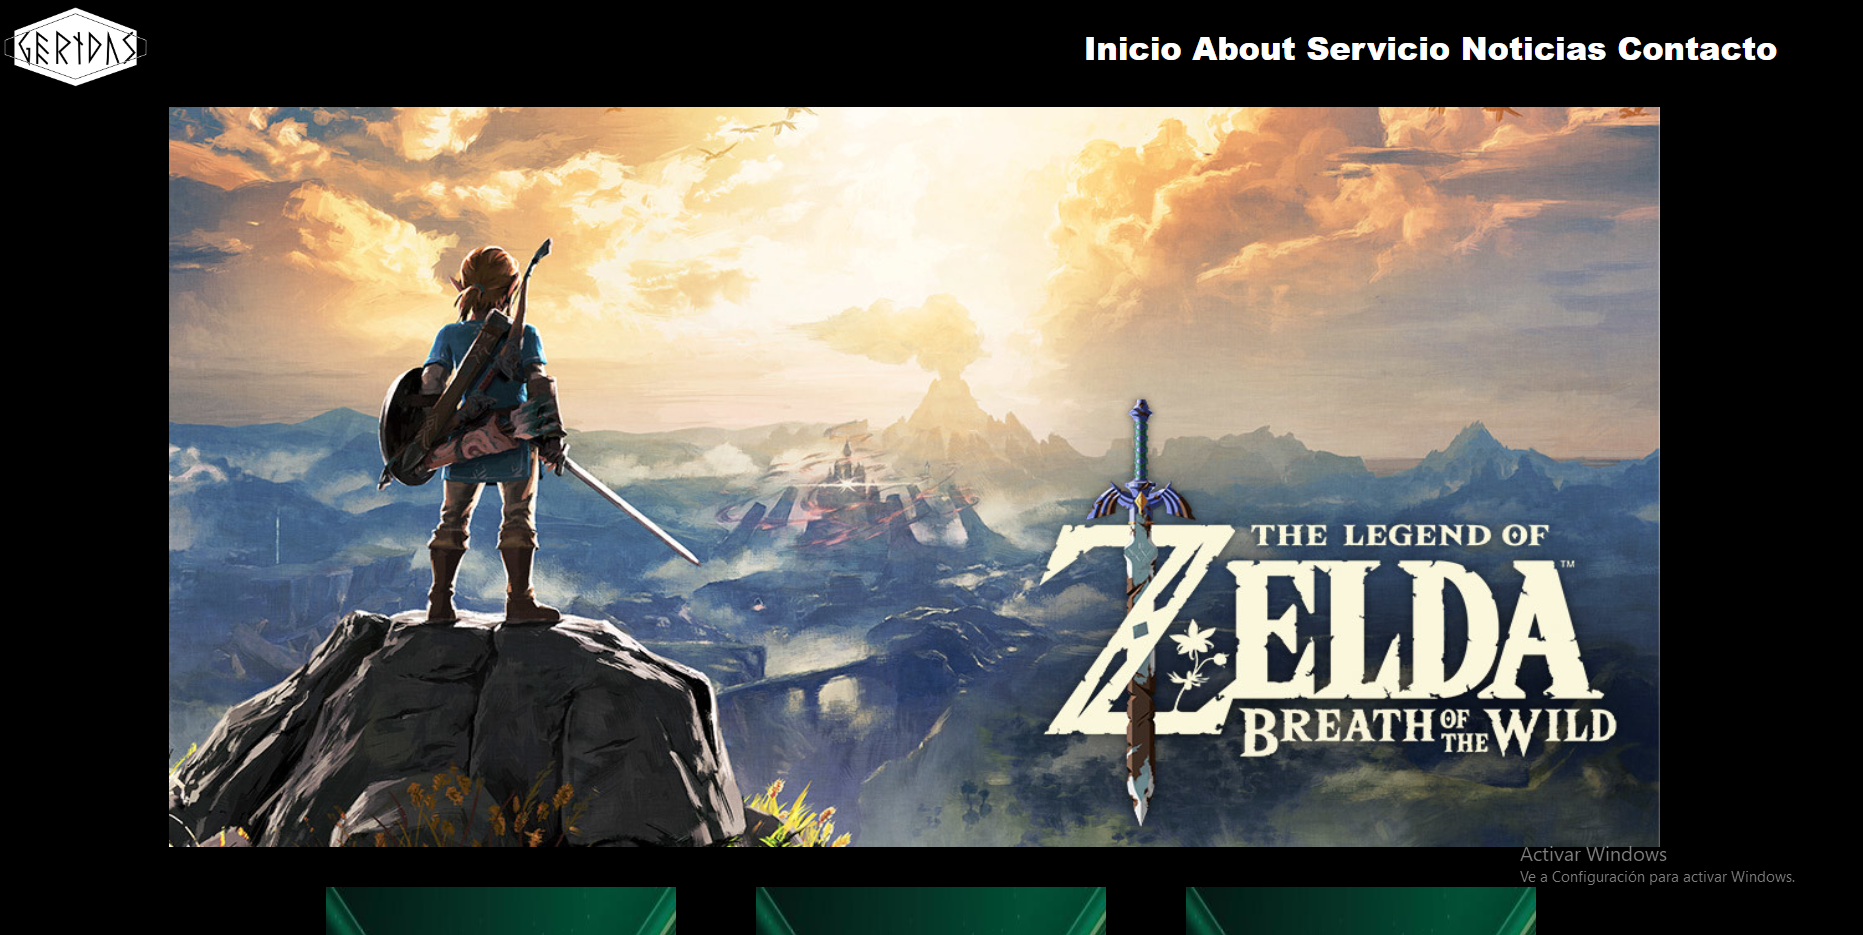 GERYDAS
Inicio About Servicio Noticias Contacto
THE LEGEND OF
ZELDA™
BREATH OF THE WILD
Activar Windows
Ve a Configuración para activar Windows.